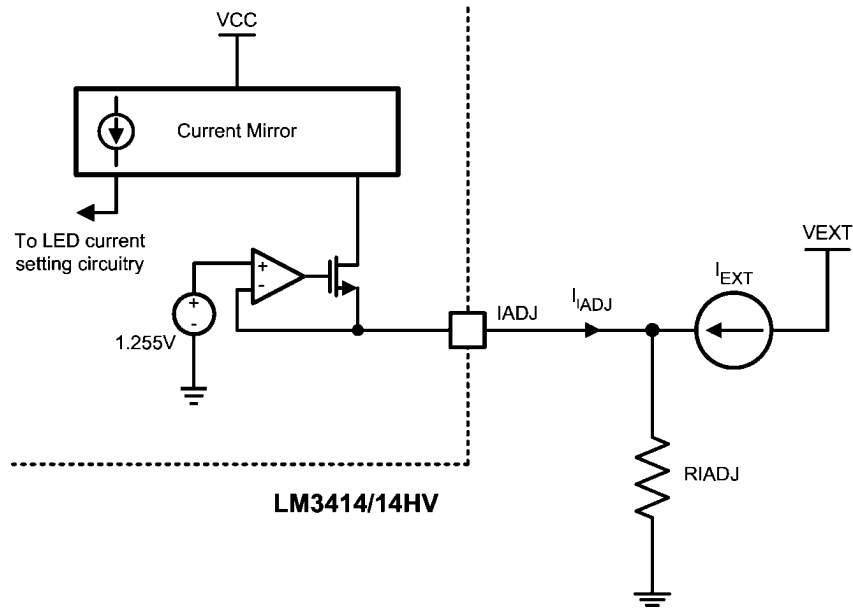 VCC
Current Mirror
To LED current
setting circuitry
+
-
+
-
1.255V
IADJ
IIADJ
IEXT
VEXT
RIADJ
LM3414/14HV